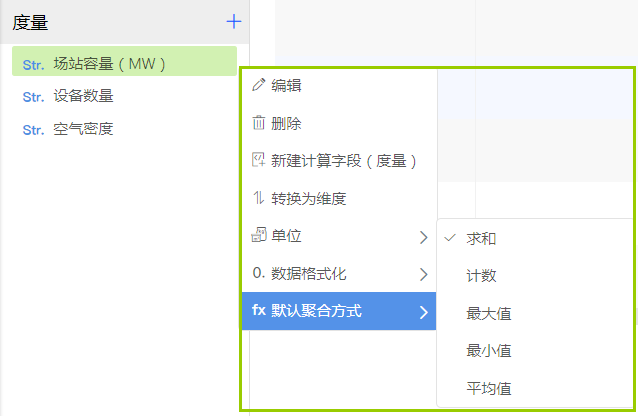 度量 +
Str. 场站容量（MW）
Str. 设备数量
Str. 空气密度
编辑
删除
新建计算字段（度量）
转换为维度
单位
0. 数据格式化
fx 默认聚合方式
求和
计数
最大值
最小值
平均值